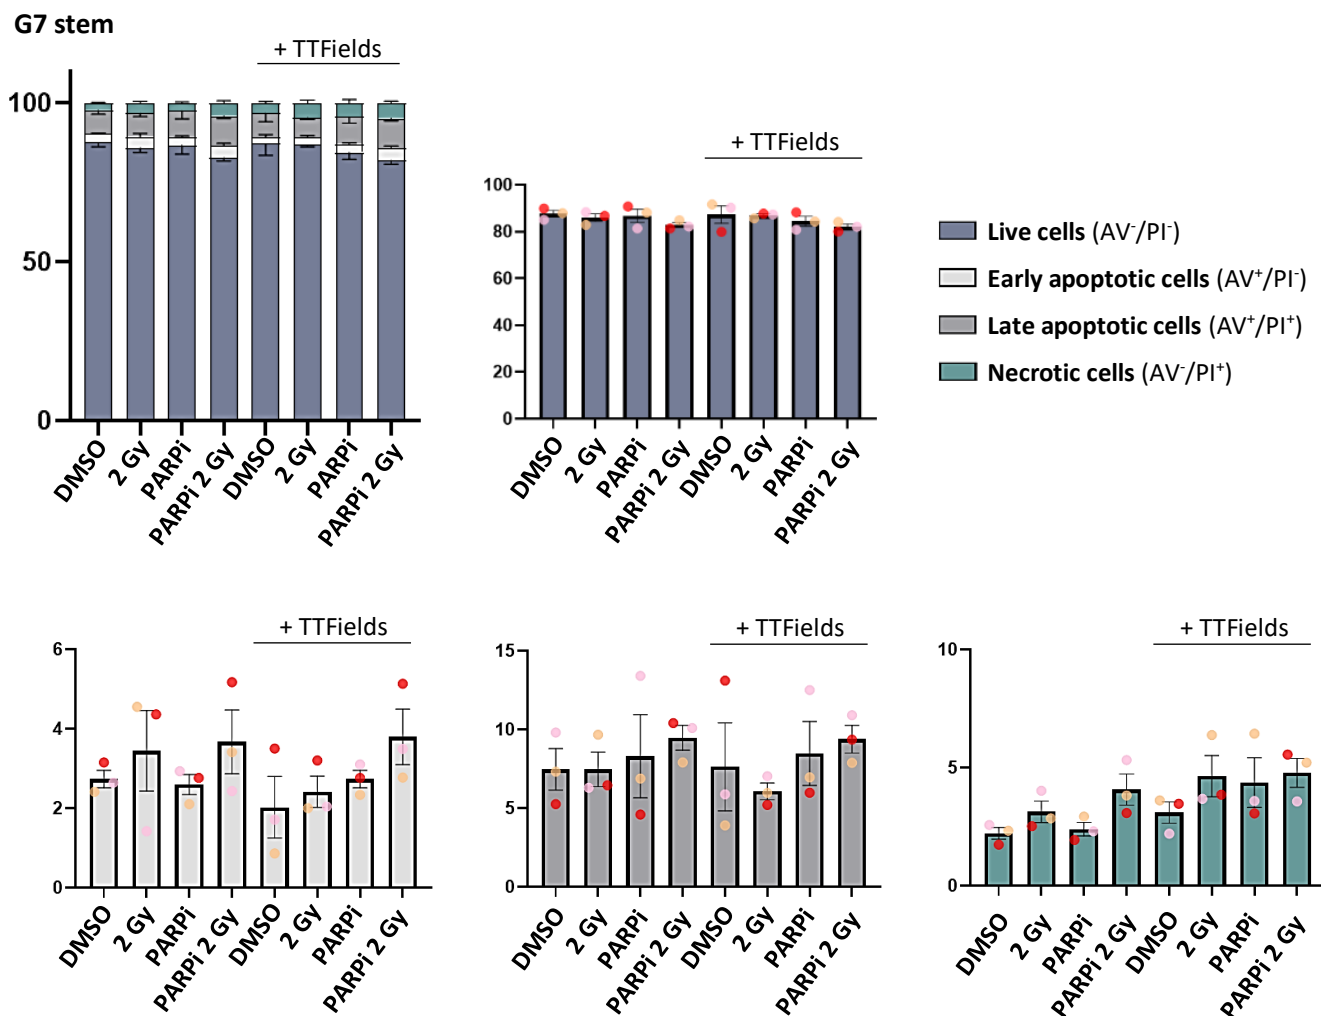 G7 stem
+ TTFields
100
50
0
DMSO
2 Gy
PARPi
PARPi 2 Gy
DMSO
2 Gy
PARPi
PARPi 2 Gy
+ TTFields
100
80
60
40
20
0
DMSO
2 Gy
PARPi
PARPi 2 Gy
DMSO
2 Gy
PARPi
PARPi 2 Gy
Live cells (AV⁻/PI⁻)
Early apoptotic cells (AV⁺/PI⁻)
Late apoptotic cells (AV⁺/PI⁺)
Necrotic cells (AV⁻/PI⁺)
+ TTFields
6
4
2
0
DMSO
2 Gy
PARPi
PARPi 2 Gy
DMSO
2 Gy
PARPi
PARPi 2 Gy
+ TTFields
15
10
5
0
DMSO
2 Gy
PARPi
PARPi 2 Gy
DMSO
2 Gy
PARPi
PARPi 2 Gy
+ TTFields
10
5
0
DMSO
2 Gy
PARPi
PARPi 2 Gy
DMSO
2 Gy
PARPi
PARPi 2 Gy